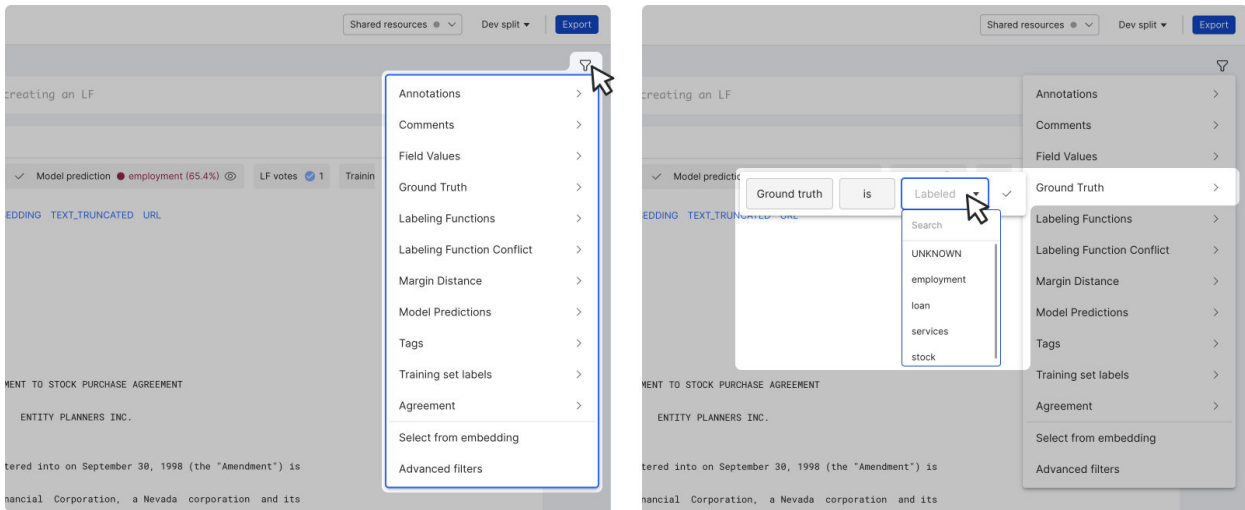 Shared resources
Dev split
Export
creating an LF
Model prediction employment (65.4%) LF votes 1 Trainin
EDDING TEXT_TRUNCATED URL
MENT TO STOCK PURCHASE AGREEMENT
ENTITY PLANNERS INC.
tered into on September 30, 1998 (the "Amendment") is
nancial Corporation, a Nevada corporation and its
Annotations
Comments
Field Values
Ground Truth
Labeling Functions
Labeling Function Conflict
Margin Distance
Model Predictions
Tags
Training set labels
Agreement
Select from embedding
Advanced filters
Shared resources
Dev split
Export
creating an LF
Model predictio
EDDING TEXT_TRUNCATED URL
Ground truth is Labeled
Search
UNKNOWN
employment
loan
services
stock
MENT TO STOCK PURCHASE AGREEMENT
ENTITY PLANNERS INC.
tered into on September 30, 1998 (the "Amendment") is
nancial Corporation, a Nevada corporation and its
Annotations
Comments
Field Values
Ground Truth
Labeling Functions
Labeling Function Conflict
Margin Distance
Model Predictions
Tags
Training set labels
Agreement
Select from embedding
Advanced filters